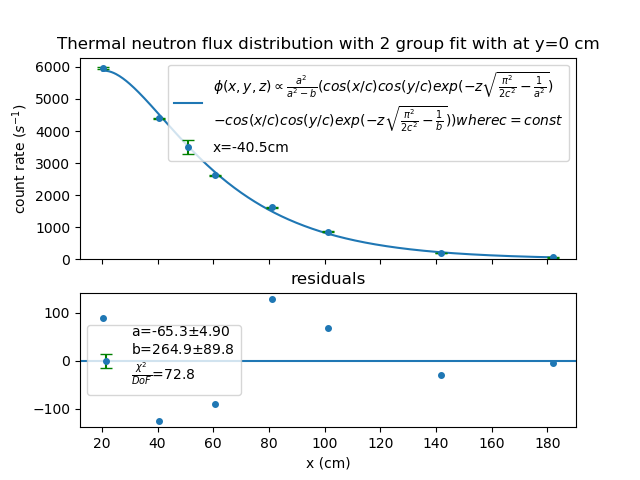 Thermal neutron flux distribution with 2 group fit with at y=0 cm
6000
5000
4000
3000
2000
1000
0
count rate (s⁻¹)
ϕ(x, y, z) ∝ a²/(a²−b) (cos(x/c)cos(y/c)exp(−z√(π²/2c² − 1/a²))
−cos(x/c)cos(y/c)exp(−z√(π²/2c² − 1/b)))wherec = const
x=-40.5cm
residuals
100
0
−100
a=-65.3±4.90
b=264.9±89.8
χ²/DoF=72.8
20 40 60 80 100 120 140 160 180
x (cm)